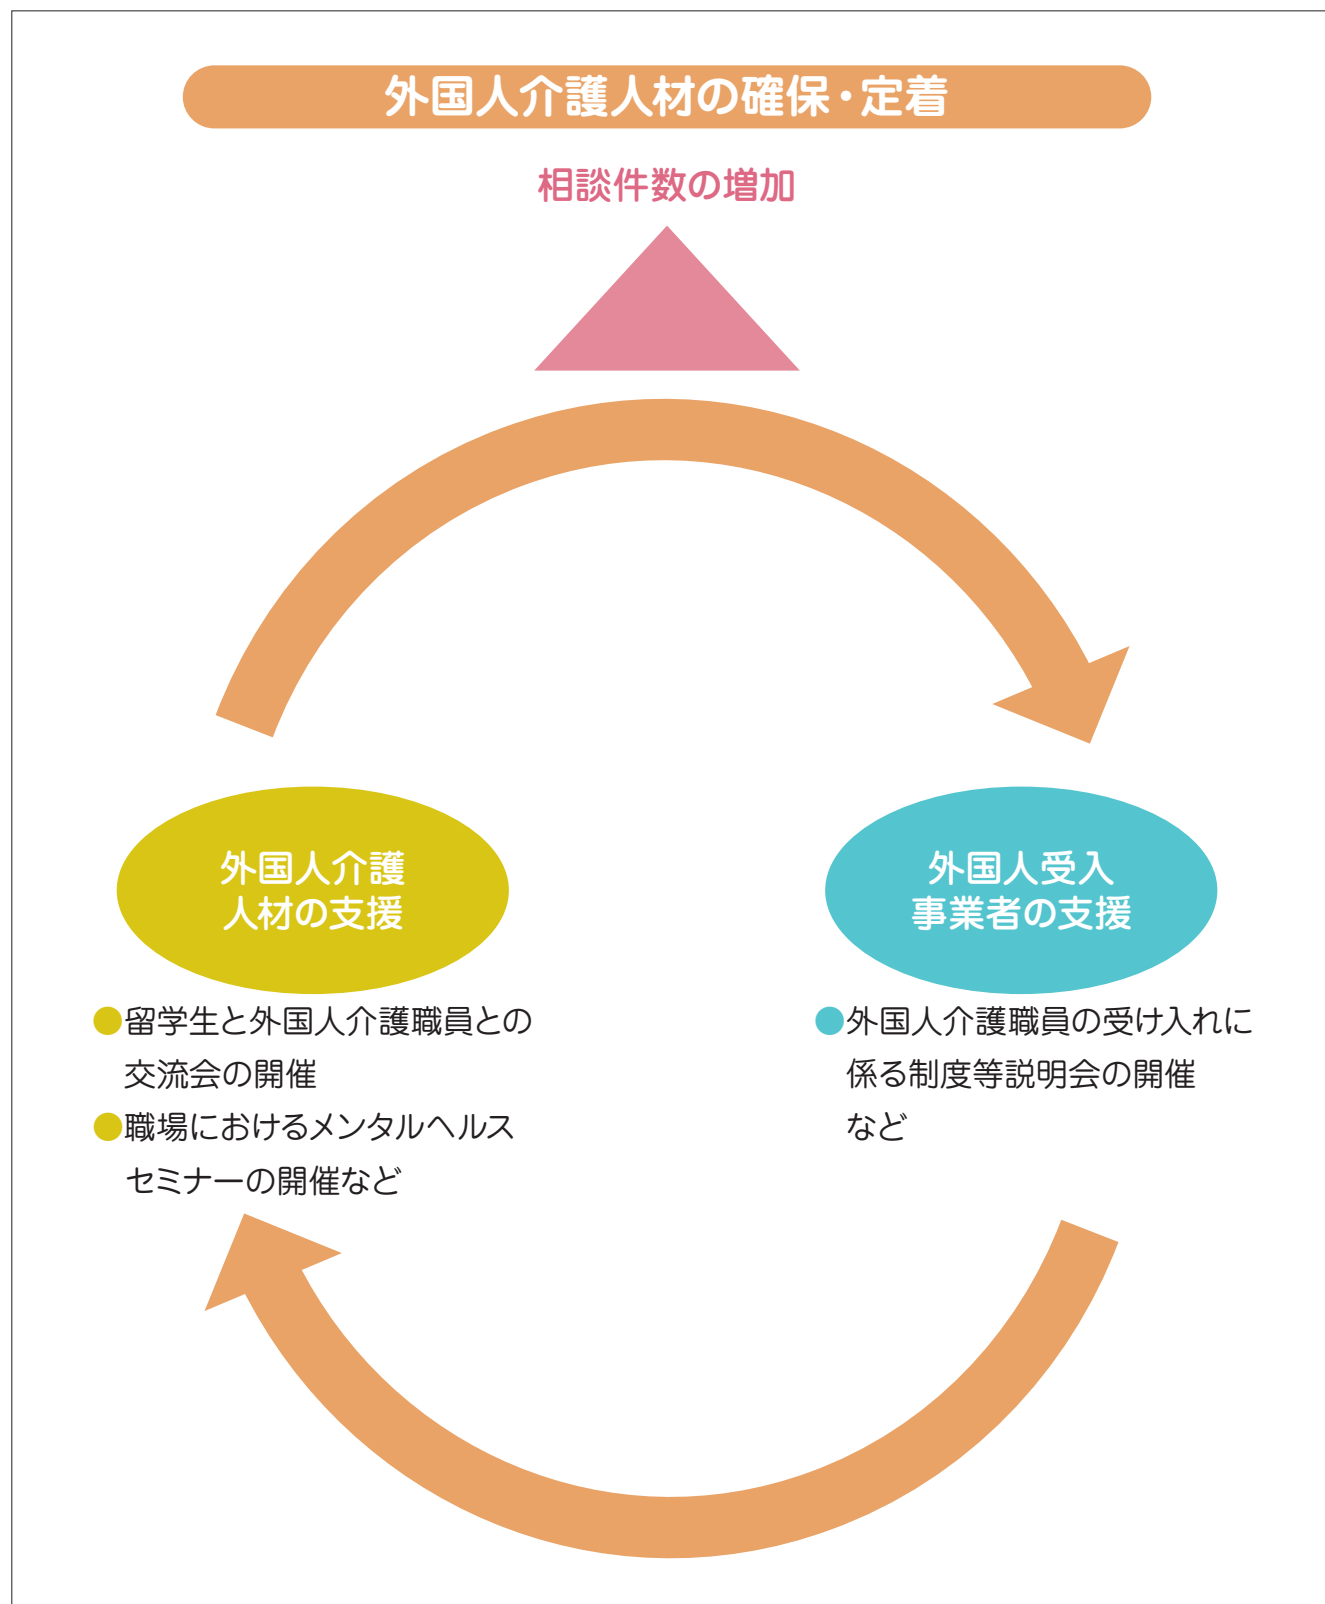 外国人介護人材の確保・定着
相談件数の増加
外国人介護
人材の支援
●留学生と外国人介護職員との
交流会の開催
●職場におけるメンタルヘルス
セミナーの開催など
外国人受入
事業者の支援
●外国人介護職員の受け入れに
係る制度等説明会の開催
など